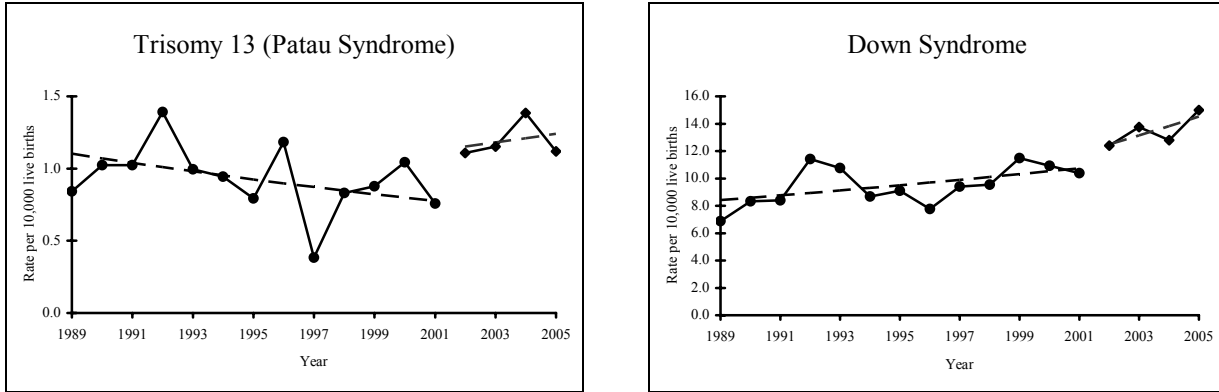 Trisomy 13 (Patau Syndrome)
Rate per 10,000 live births
1.5
1.0
0.5
0.0
1989 1991 1993 1995 1997 1999 2001 2003 2005
Year
Down Syndrome
Rate per 10,000 live births
16.0
14.0
12.0
10.0
8.0
6.0
4.0
2.0
0.0
1989 1991 1993 1995 1997 1999 2001 2003 2005
Year